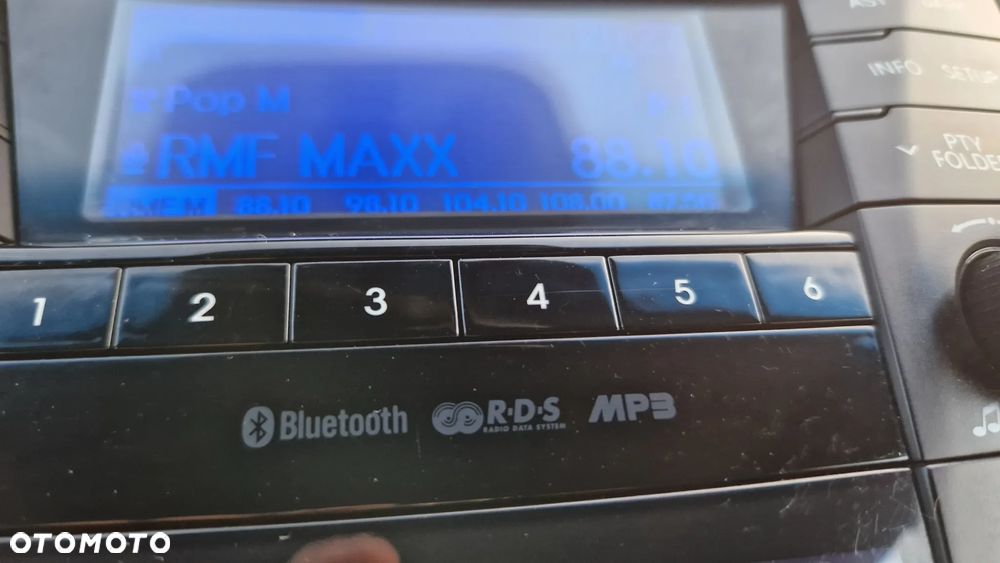 AST
INFO SETUP
Pop M
RMF MAXX 88.10
88.10 98.10 104.10 108.00 87.50
PTY
FOLDER
1 2 3 4 5 6
Bluetooth R·D·S MP3
RADIO DATA SYSTEM
OTOMOTO